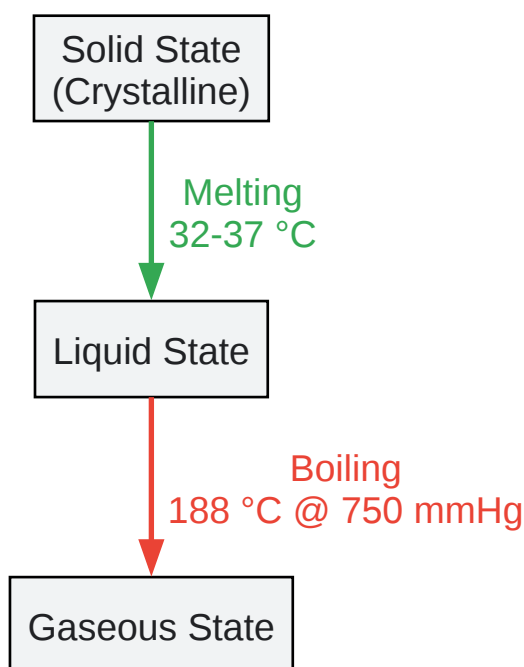 Solid State
(Crystalline)
Melting
32-37 °C
Liquid State
Boiling
188 °C @ 750 mmHg
Gaseous State